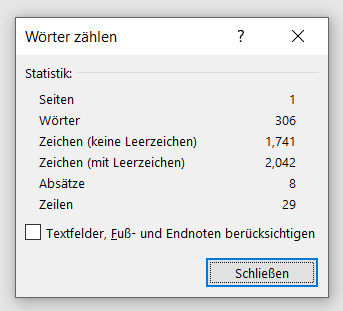 Wörter zählen ?
Statistik:
Seiten 1
Wörter 306
Zeichen (keine Leerzeichen) 1,741
Zeichen (mit Leerzeichen) 2,042
Absätze 8
Zeilen 29
Textfelder, Fuß- und Endnoten berücksichtigen
Schließen